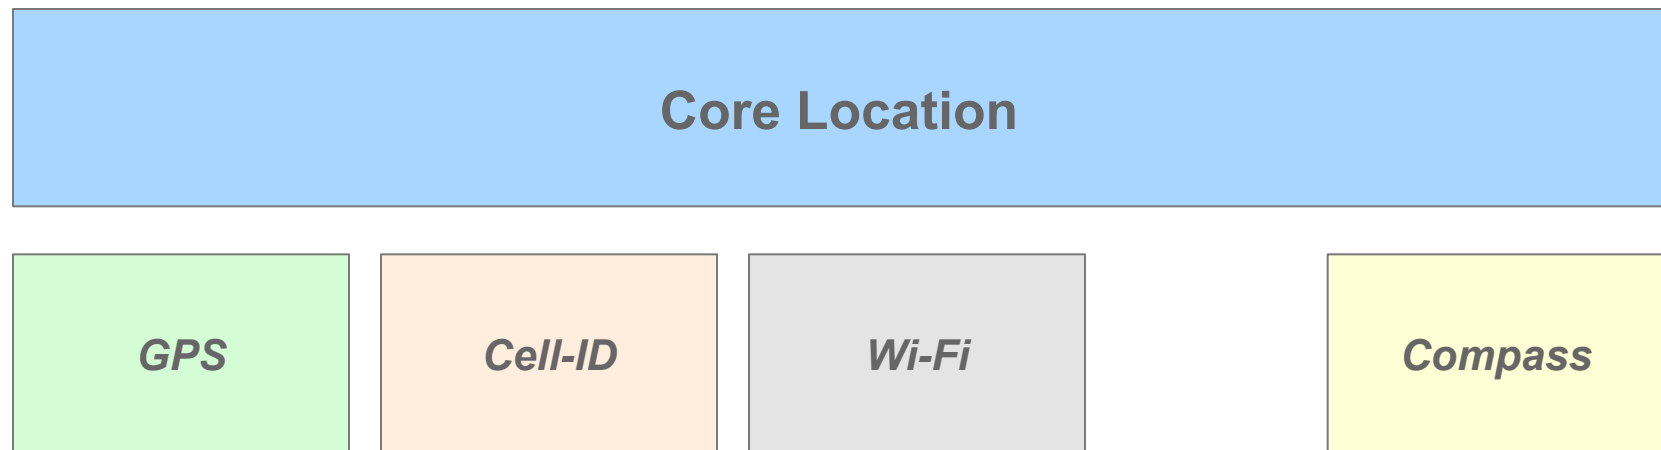 Core Location
GPS
Cell-ID
Wi-Fi
Compass